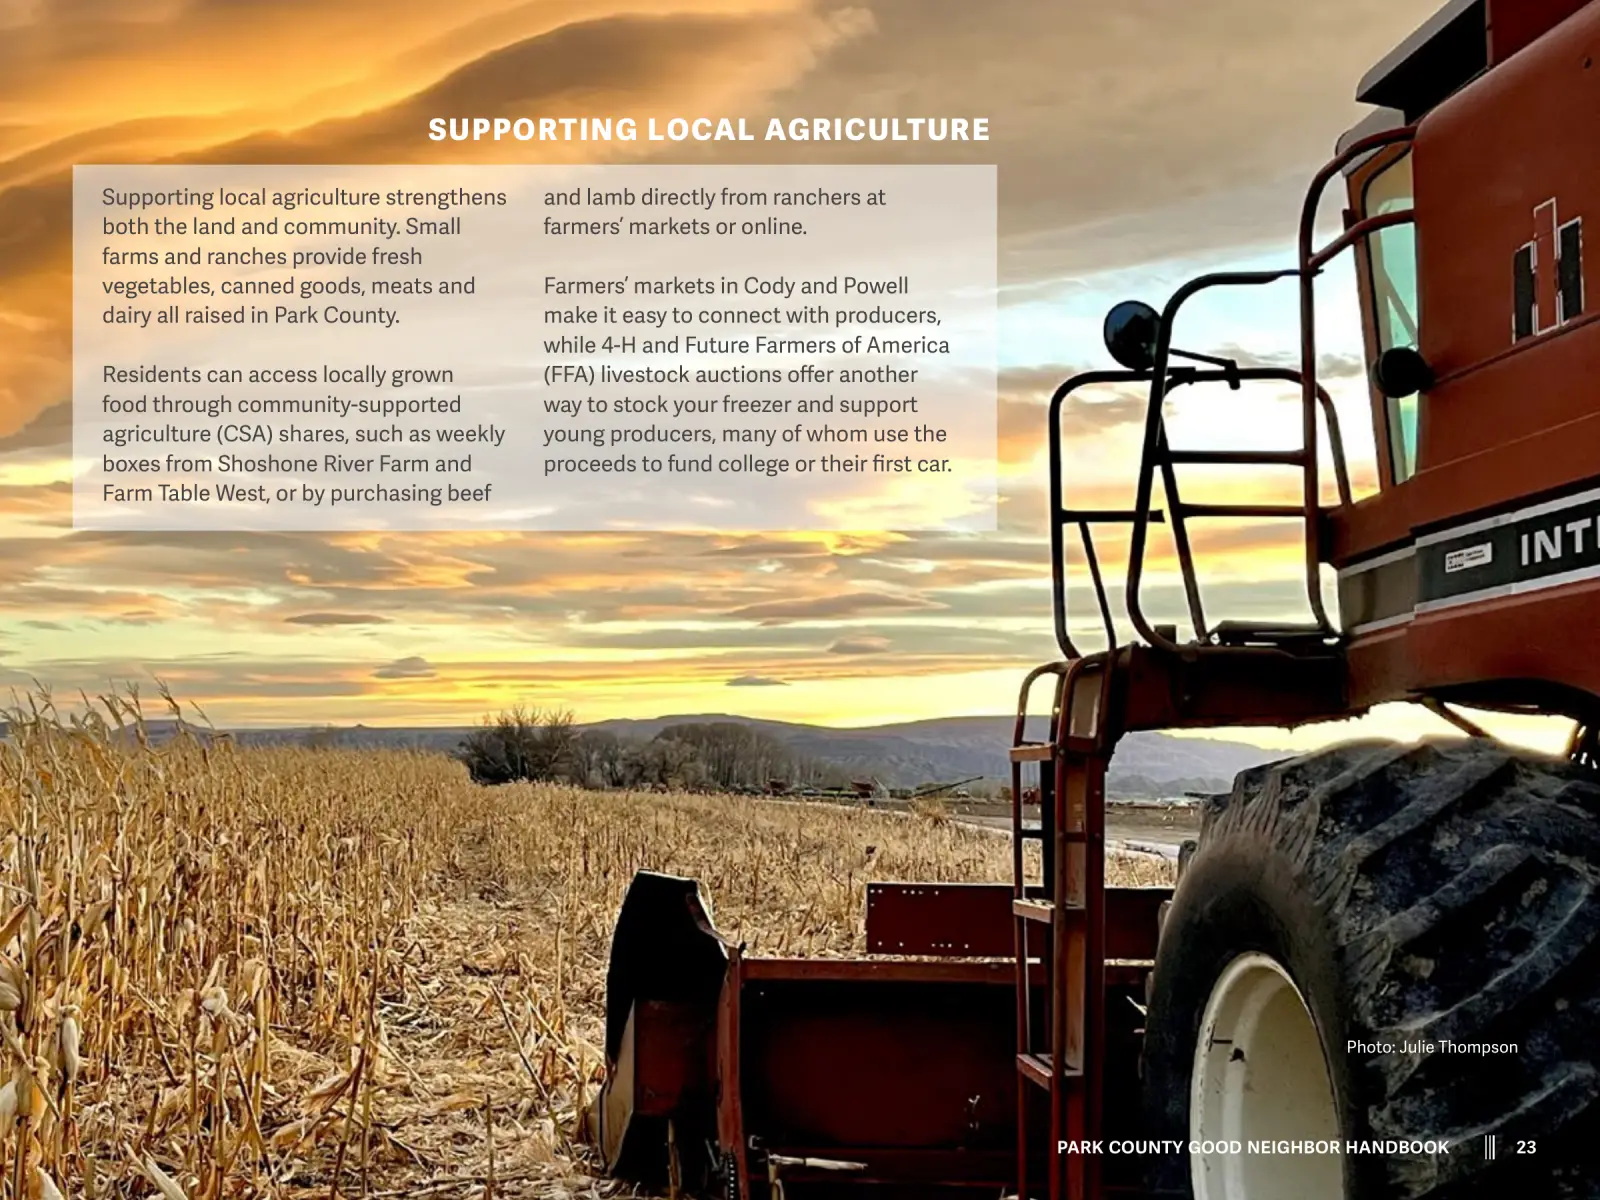 SUPPORTING LOCAL AGRICULTURE
Supporting local agriculture strengthens
both the land and community. Small
farms and ranches provide fresh
vegetables, canned goods, meats and
dairy all raised in Park County.
Residents can access locally grown
food through community-supported
agriculture (CSA) shares, such as weekly
boxes from Shoshone River Farm and
Farm Table West, or by purchasing beef
and lamb directly from ranchers at
farmers’ markets or online.
Farmers’ markets in Cody and Powell
make it easy to connect with producers,
while 4-H and Future Farmers of America
(FFA) livestock auctions offer another
way to stock your freezer and support
young producers, many of whom use the
proceeds to fund college or their first car.
INT
Photo: Julie Thompson
PARK COUNTY GOOD NEIGHBOR HANDBOOK 23